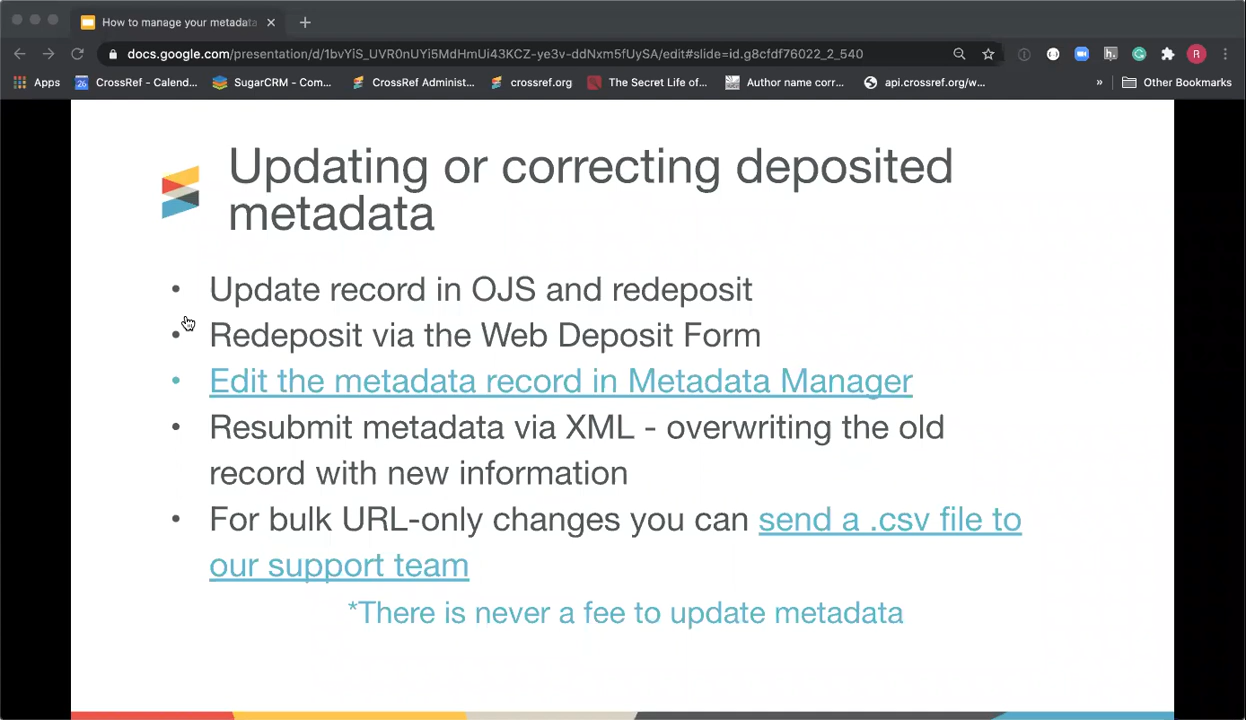 How to manage your metadata
docs.google.com/presentation/d/1bvYiS_UVR0nUYi5MdHmUi43KCZ-ye3v-ddNxm5fUySA/edit#slide=id.g8cfdf76022_2_540
R
Apps
26
CrossRef - Calend...
SugarCRM - Com...
CrossRef Administ...
crossref.org
The Secret Life of...
Author name corr...
api.crossref.org/w...
»
Other Bookmarks
Updating or correcting deposited
metadata
• Update record in OJS and redeposit
• Redeposit via the Web Deposit Form
• Edit the metadata record in Metadata Manager
• Resubmit metadata via XML - overwriting the old
record with new information
• For bulk URL-only changes you can send a .csv file to
our support team
*There is never a fee to update metadata